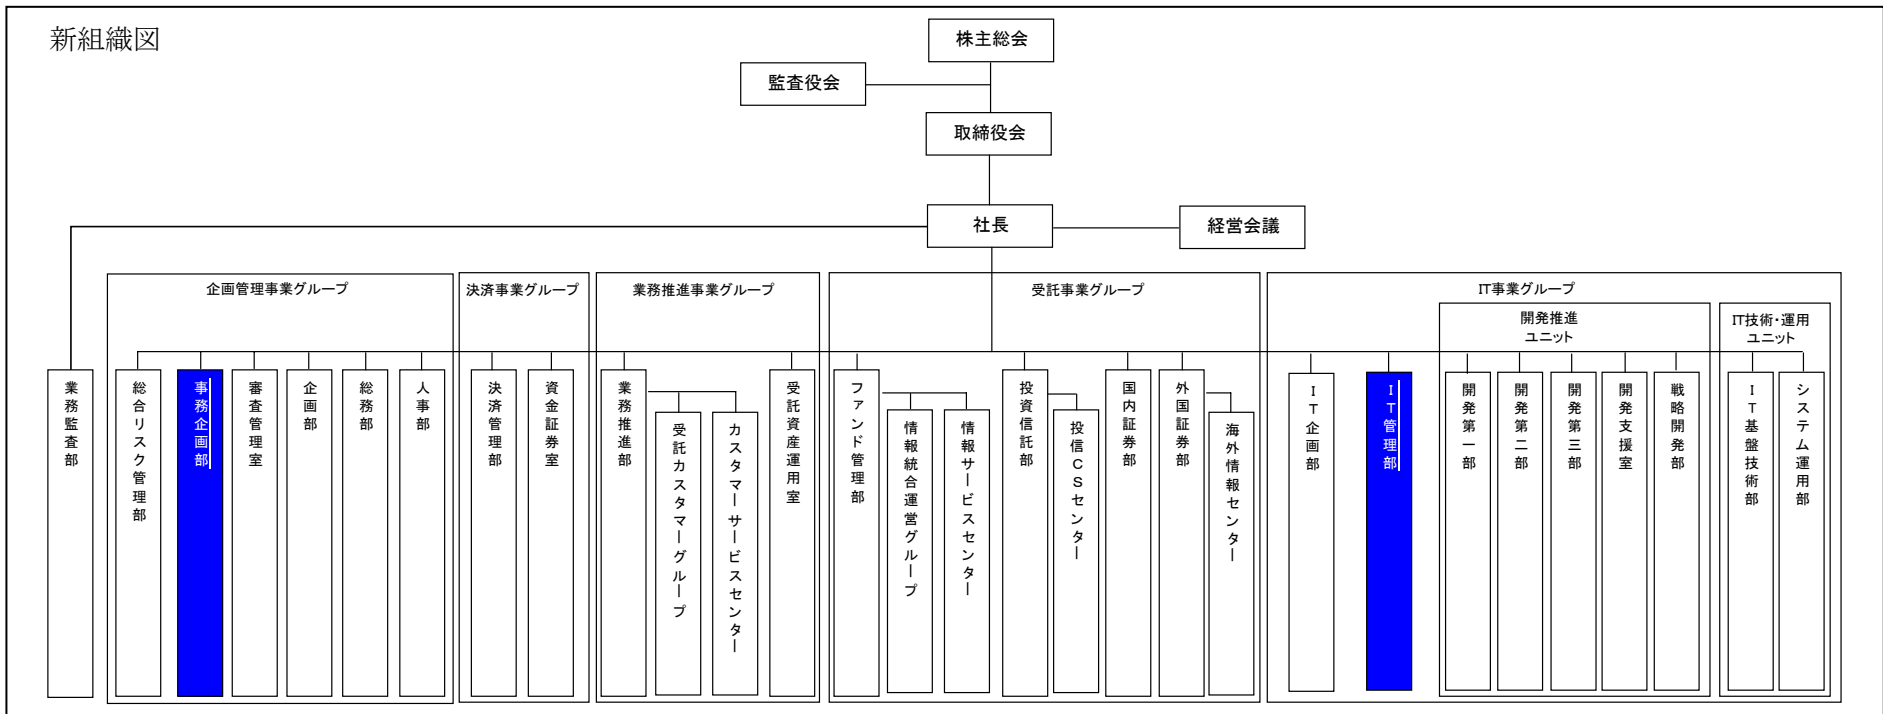 新組織図
株主総会
監査役会
取締役会
社長
経営会議
企画管理事業グループ
決済事業グループ
業務推進事業グループ
受託事業グループ
IT事業グループ
開発推進
ユニット
IT技術・運用
ユニット
業務監査部
総合リスク管理部
事務企画部
審査管理室
企画部
総務部
人事部
決済管理部
資金証券室
業務推進部
受託カスタマーグループ
カスタマーサービスセンター
受託資産運用室
ファンド管理部
情報統合運営グループ
情報サービスセンター
投資信託部
投信CSセンター
国内証券部
外国証券部
海外情報センター
IT企画部
IT管理部
開発第一部
開発第二部
開発第三部
開発支援室
戦略開発部
IT基盤技術部
システム運用部